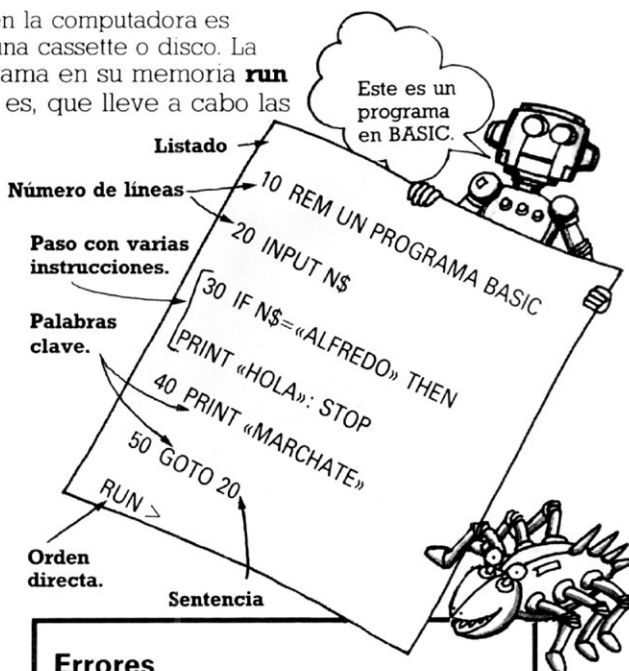 en la computadora es
una cassette o disco. La
rama en su memoria run
es, que lleve a cabo las
Este es un
programa
en BASIC.
Listado
Número de líneas
Paso con varias
instrucciones.
Palabras
clave.
10 REM UN PROGRAMA BASIC
20 INPUT N$
30 IF N$=«ALFREDO» THEN
PRINT «HOLA»: STOP
40 PRINT «MARCHATE»
50 GOTO 20
RUN >
Orden
directa.
Sentencia
Errores